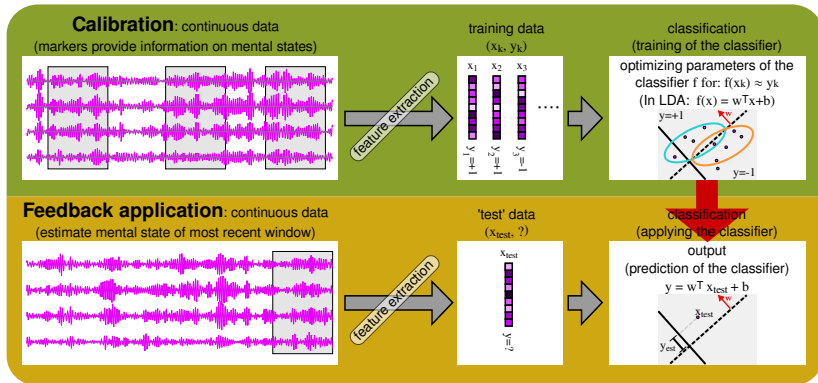 Calibration: continuous data
(markers provide information on mental states)
feature extraction
training data
(xk, yk)
x1 x2 x3
....
y1=+1 y2=+1 y3=-1
classification
(training of the classifier)
optimizing parameters of the
classifier f for: f(xk) ≈ yk
(In LDA: f(x) = wTx+b)
y=+1
w
y=-1
Feedback application: continuous data
(estimate mental state of most recent window)
feature extraction
'test' data
(xtest, ?)
xtest
y=?
classification
(applying the classifier)
output
(prediction of the classifier)
y = wT xtest + b
w
xtest
yest